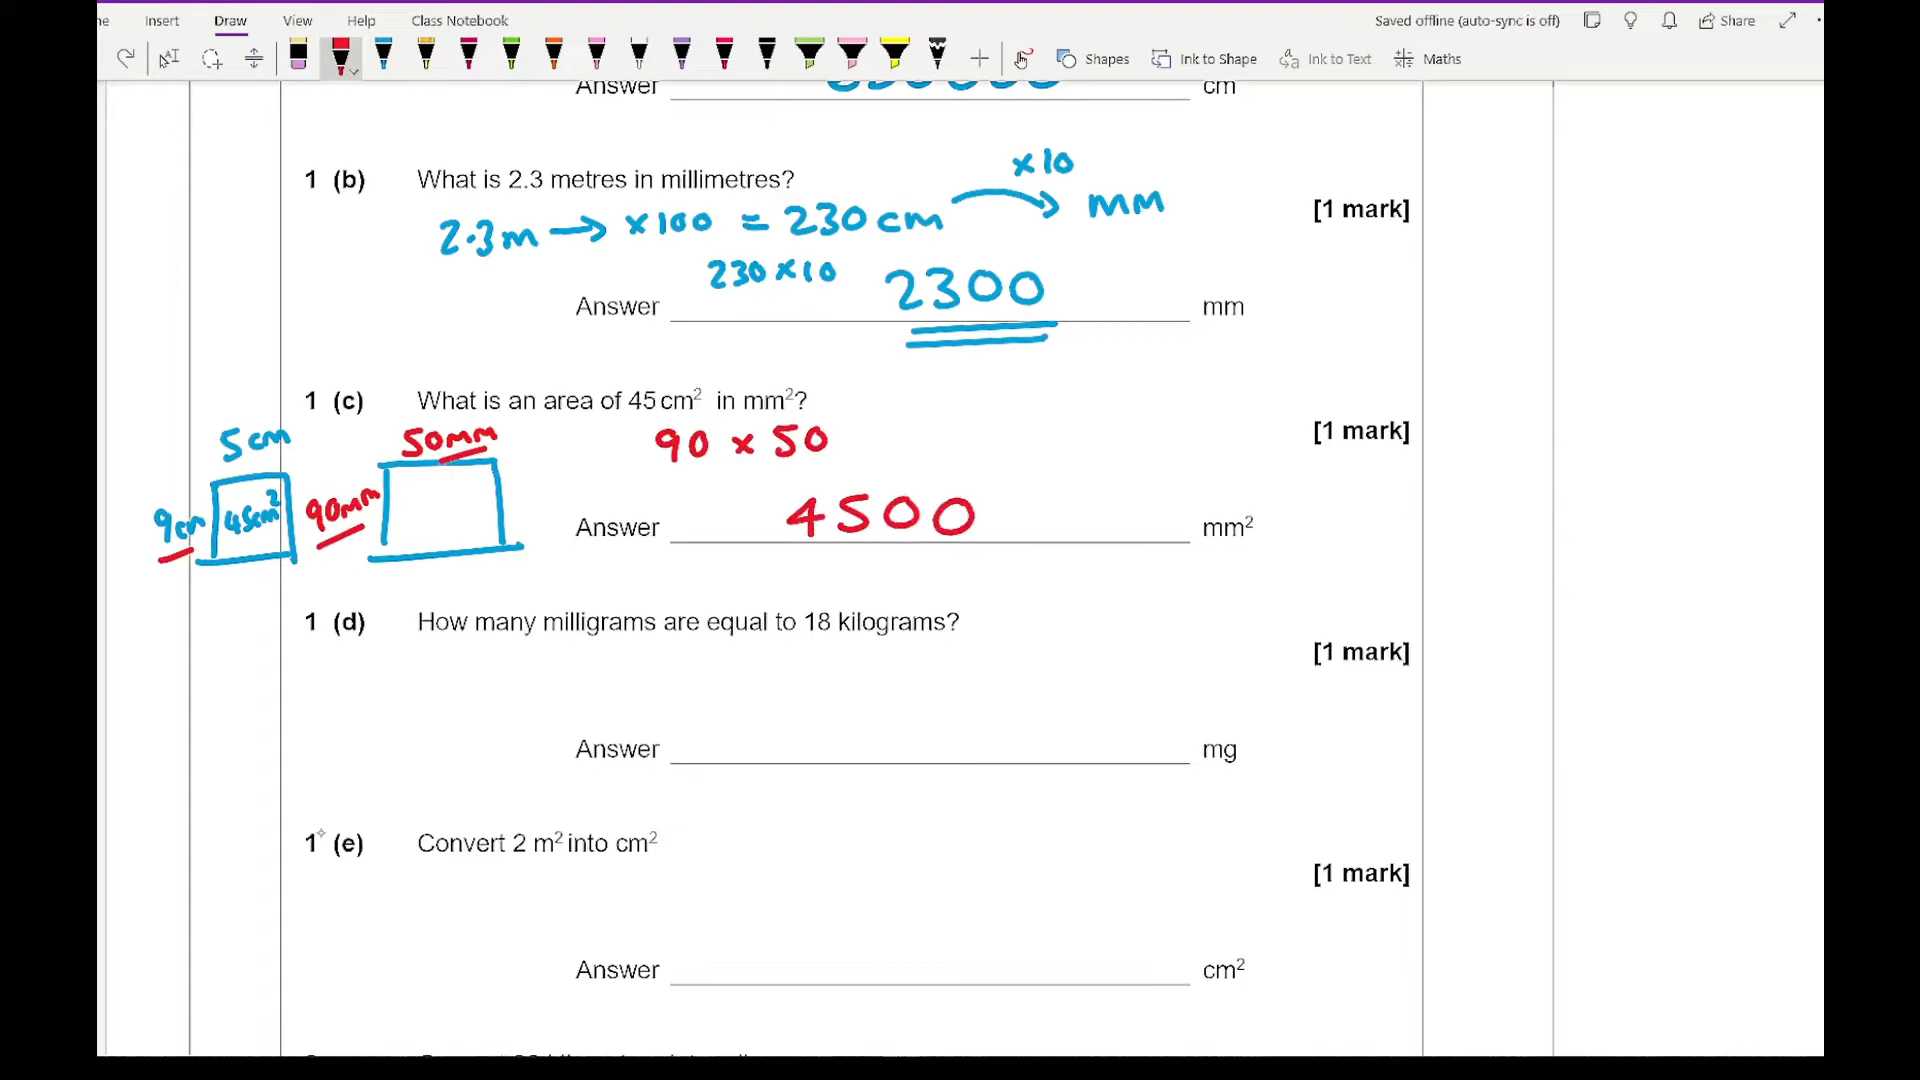 Insert Draw View Help Class Notebook Saved offline (auto-sync is off) Share
Shapes Ink to Shape Ink to Text Maths
Answer cm
1 (b) What is 2.3 metres in millimetres?
[1 mark]
×10
2.3m → ×100 = 230cm mm
230×10
Answer 2300 mm
1 (c) What is an area of 45 cm² in mm²?
[1 mark]
5cm 50mm 90 × 50
9cm 45cm² 90mm
Answer 4500 mm²
1 (d) How many milligrams are equal to 18 kilograms?
[1 mark]
Answer mg
1 (e) Convert 2 m² into cm²
[1 mark]
Answer cm²